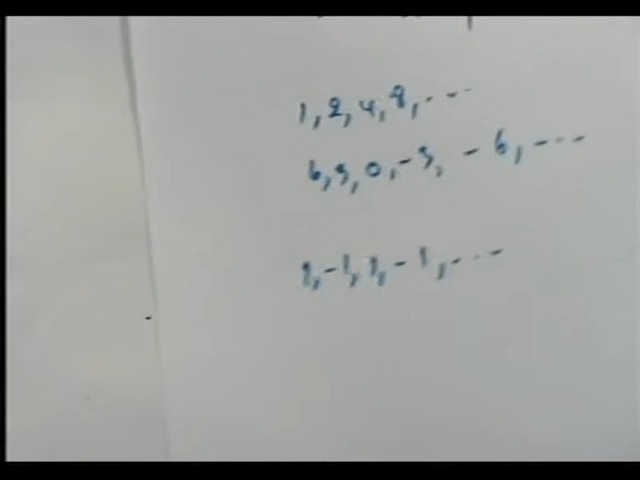 1, 2, 4, 8, ...
6, 3, 0, -3, -6, ...
1, -1, 1, -1, ...